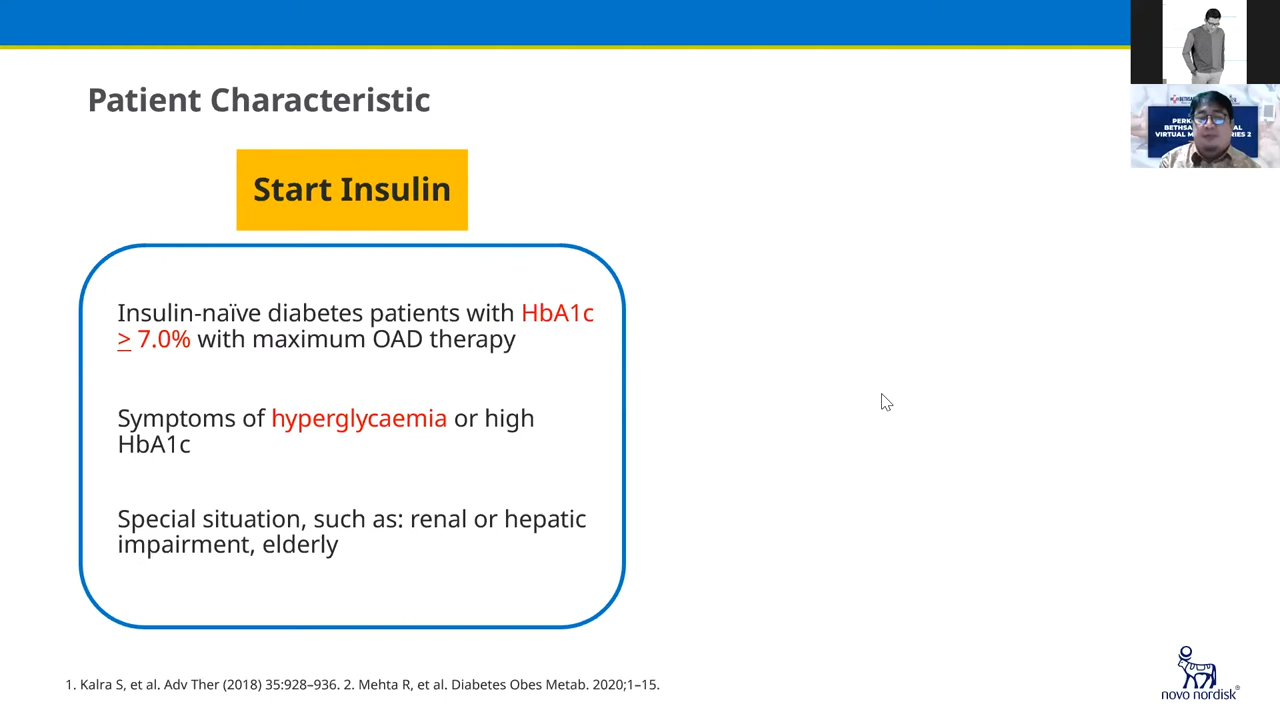 Patient Characteristic
Start Insulin
Insulin-naïve diabetes patients with HbA1c
≥ 7.0% with maximum OAD therapy
Symptoms of hyperglycaemia or high
HbA1c
Special situation, such as: renal or hepatic
impairment, elderly
1. Kalra S, et al. Adv Ther (2018) 35:928–936. 2. Mehta R, et al. Diabetes Obes Metab. 2020;1–15.
novo nordisk®